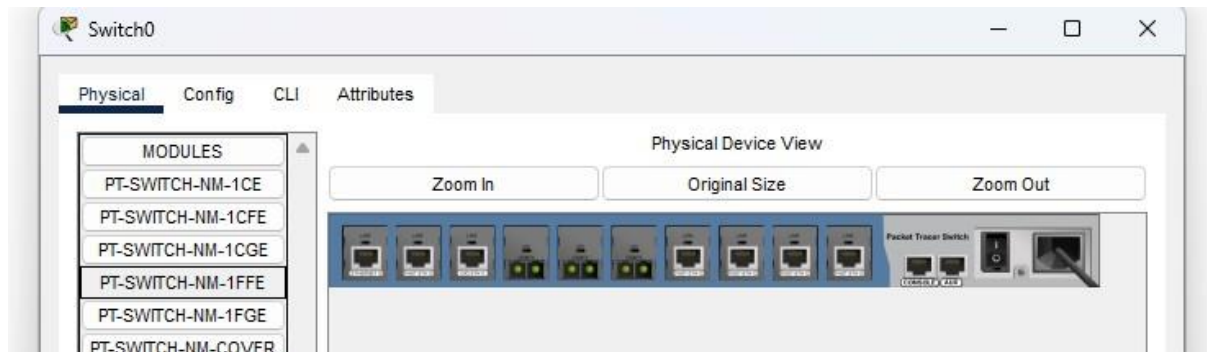 Switch0
Physical Config CLI Attributes
MODULES
PT-SWITCH-NM-1CE
PT-SWITCH-NM-1CFE
PT-SWITCH-NM-1CGE
PT-SWITCH-NM-1FFE
PT-SWITCH-NM-1FGE
PT-SWITCH-NM-COVER
Physical Device View
Zoom In Original Size Zoom Out
Packet Tracer Switch
CONSOLE AUX